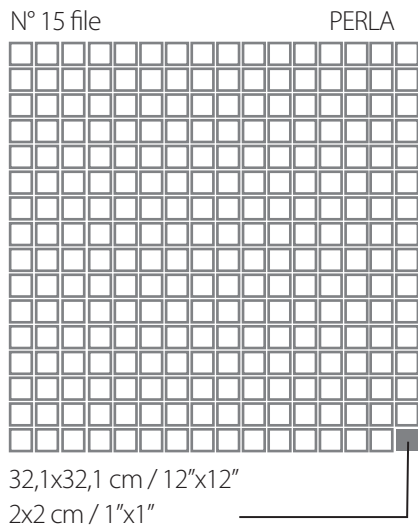 N° 15 file PERLA
32,1x32,1 cm / 12”x12”
2x2 cm / 1”x1”